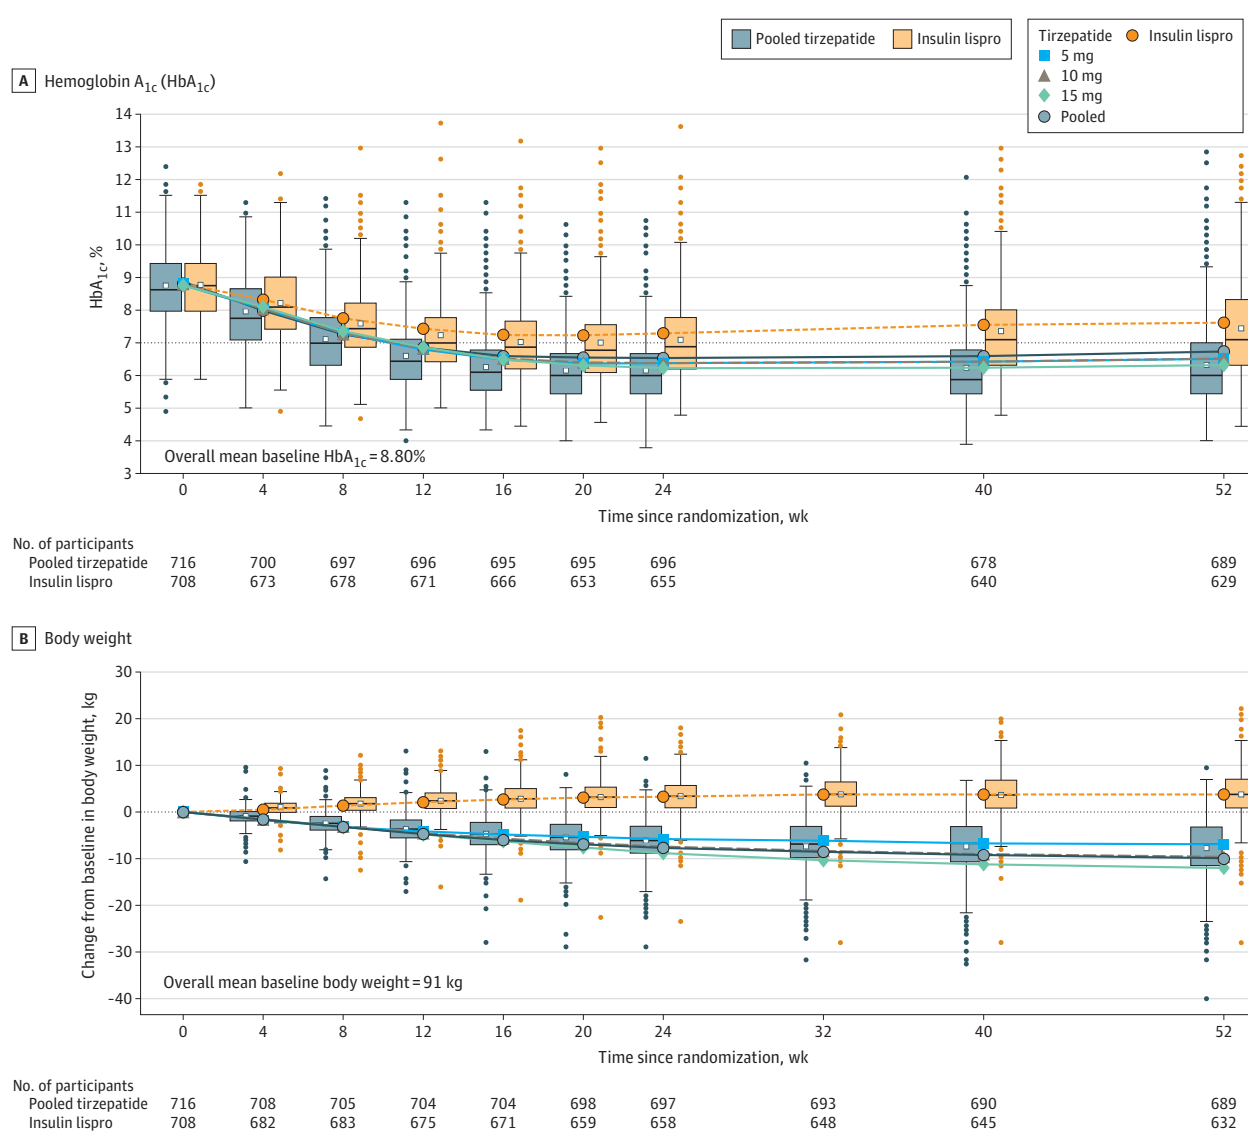 Pooled tirzepatide Insulin lispro
Tirzepatide Insulin lispro
5 mg
10 mg
15 mg
Pooled
A Hemoglobin A1c (HbA1c)
14
13
12
11
10
9
8
7
6
5
4
3
HbA1c, %
Overall mean baseline HbA1c = 8.80%
0 4 8 12 16 20 24 40 52
Time since randomization, wk
No. of participants
Pooled tirzepatide 716 700 697 696 695 695 696 678 689
Insulin lispro 708 673 678 671 666 653 655 640 629
B Body weight
30
20
10
0
-10
-20
-30
-40
Change from baseline in body weight, kg
Overall mean baseline body weight = 91 kg
0 4 8 12 16 20 24 32 40 52
Time since randomization, wk
No. of participants
Pooled tirzepatide 716 708 705 704 704 698 697 693 690 689
Insulin lispro 708 682 683 675 671 659 658 648 645 632